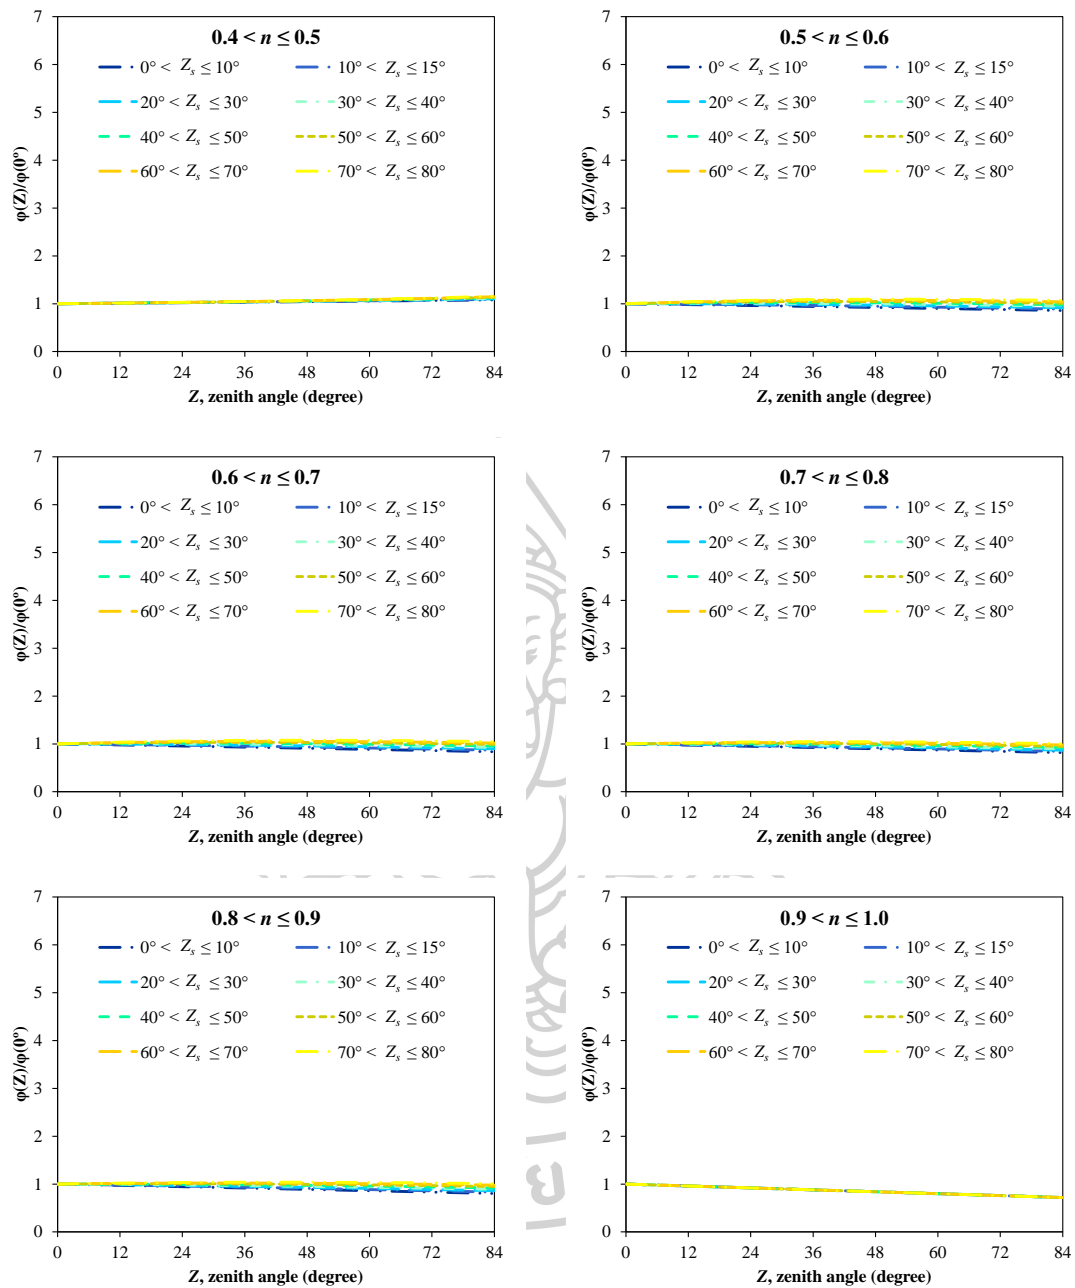 0.4 < n ≤ 0.5
0° < Zs ≤ 10°
10° < Zs ≤ 15°
20° < Zs ≤ 30°
30° < Zs ≤ 40°
40° < Zs ≤ 50°
50° < Zs ≤ 60°
60° < Zs ≤ 70°
70° < Zs ≤ 80°
φ(Z)/φ(0°)
7
6
5
4
3
2
1
0
0 12 24 36 48 60 72 84
Z, zenith angle (degree)
0.5 < n ≤ 0.6
0° < Zs ≤ 10°
10° < Zs ≤ 15°
20° < Zs ≤ 30°
30° < Zs ≤ 40°
40° < Zs ≤ 50°
50° < Zs ≤ 60°
60° < Zs ≤ 70°
70° < Zs ≤ 80°
φ(Z)/φ(0°)
7
6
5
4
3
2
1
0
0 12 24 36 48 60 72 84
Z, zenith angle (degree)
0.6 < n ≤ 0.7
0° < Zs ≤ 10°
10° < Zs ≤ 15°
20° < Zs ≤ 30°
30° < Zs ≤ 40°
40° < Zs ≤ 50°
50° < Zs ≤ 60°
60° < Zs ≤ 70°
70° < Zs ≤ 80°
φ(Z)/φ(0°)
7
6
5
4
3
2
1
0
0 12 24 36 48 60 72 84
Z, zenith angle (degree)
0.7 < n ≤ 0.8
0° < Zs ≤ 10°
10° < Zs ≤ 15°
20° < Zs ≤ 30°
30° < Zs ≤ 40°
40° < Zs ≤ 50°
50° < Zs ≤ 60°
60° < Zs ≤ 70°
70° < Zs ≤ 80°
φ(Z)/φ(0°)
7
6
5
4
3
2
1
0
0 12 24 36 48 60 72 84
Z, zenith angle (degree)
0.8 < n ≤ 0.9
0° < Zs ≤ 10°
10° < Zs ≤ 15°
20° < Zs ≤ 30°
30° < Zs ≤ 40°
40° < Zs ≤ 50°
50° < Zs ≤ 60°
60° < Zs ≤ 70°
70° < Zs ≤ 80°
φ(Z)/φ(0°)
7
6
5
4
3
2
1
0
0 12 24 36 48 60 72 84
Z, zenith angle (degree)
0.9 < n ≤ 1.0
0° < Zs ≤ 10°
10° < Zs ≤ 15°
20° < Zs ≤ 30°
30° < Zs ≤ 40°
40° < Zs ≤ 50°
50° < Zs ≤ 60°
60° < Zs ≤ 70°
70° < Zs ≤ 80°
φ(Z)/φ(0°)
7
6
5
4
3
2
1
0
0 12 24 36 48 60 72 84
Z, zenith angle (degree)